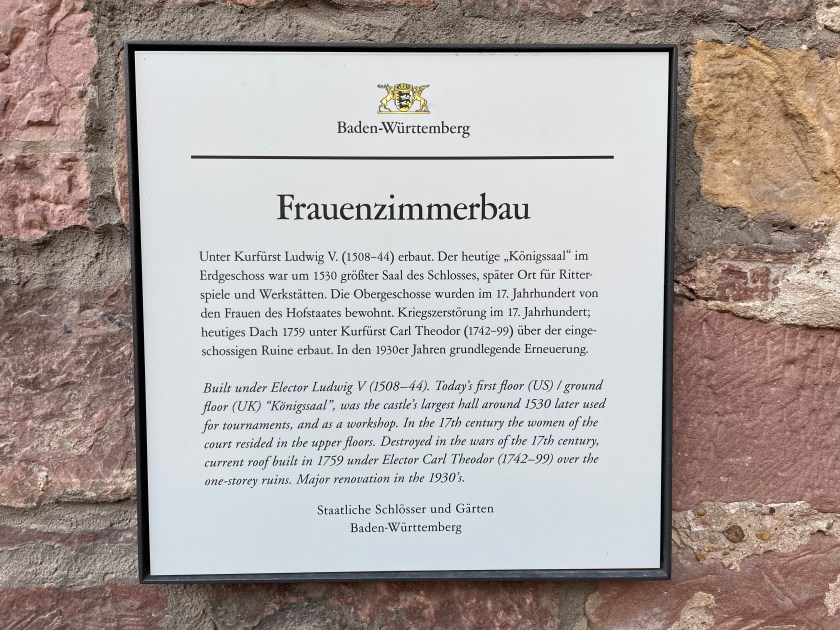 Baden-Württemberg
Frauenzimmerbau
Unter Kurfürst Ludwig V. (1508–44) erbaut. Der heutige „Königssaal“ im
Erdgeschoss war um 1530 größter Saal des Schlosses, später Ort für Ritter-
spiele und Werkstätten. Die Obergeschosse wurden im 17. Jahrhundert von
den Frauen des Hofstaates bewohnt. Kriegszerstörung im 17. Jahrhundert;
heutiges Dach 1759 unter Kurfürst Carl Theodor (1742–99) über der einge-
schossigen Ruine erbaut. In den 1930er Jahren grundlegende Erneuerung.
Built under Elector Ludwig V (1508–44). Today's first floor (US) / ground
floor (UK) “Königssaal”, was the castle's largest hall around 1530 later used
for tournaments, and as a workshop. In the 17th century the women of the
court resided in the upper floors. Destroyed in the wars of the 17th century,
current roof built in 1759 under Elector Carl Theodor (1742–99) over the
one-storey ruins. Major renovation in the 1930's.
Staatliche Schlösser und Gärten
Baden-Württemberg